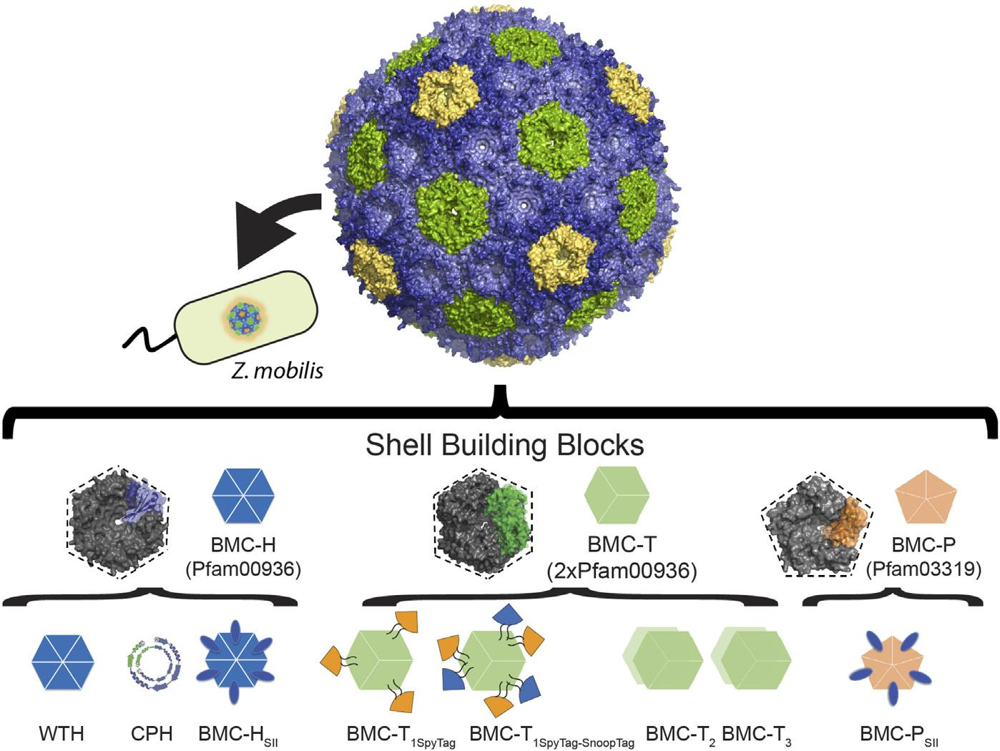 Z. mobilis
Shell Building Blocks
BMC-H
(Pfam00936)
BMC-T
(2xPfam00936)
BMC-P
(Pfam03319)
WTH
CPH
BMC-HSII
BMC-T1SpyTag
BMC-T1SpyTag-SnoopTag
BMC-T2
BMC-T3
BMC-PSII